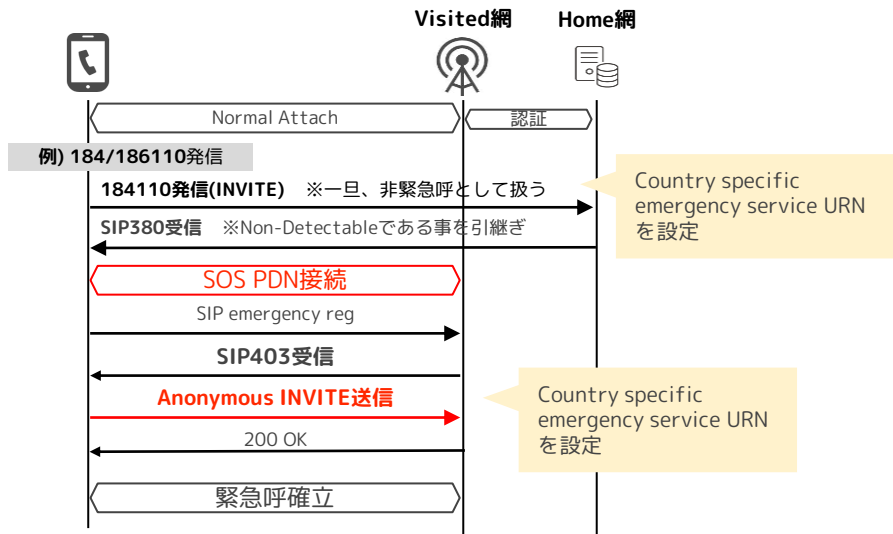 Visited網
Home網
Normal Attach
認証
例) 184/186110発信
184110発信(INVITE) ※一旦、非緊急呼として扱う
Country specific
emergency service URN
を設定
SIP380受信 ※Non-Detectableである事を引継ぎ
SOS PDN接続
SIP emergency reg
SIP403受信
Anonymous INVITE送信
Country specific
emergency service URN
を設定
200 OK
緊急呼確立